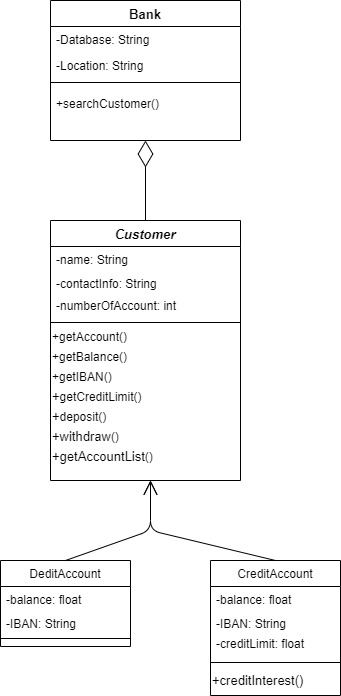 Bank
-Database: String
-Location: String
+searchCustomer()
Customer
-name: String
-contactInfo: String
-numberOfAccount: int
+getAccount()
+getBalance()
+getIBAN()
+getCreditLimit()
+deposit()
+withdraw()
+getAccountList()
DeditAccount
-balance: float
-IBAN: String
CreditAccount
-balance: float
-IBAN: String
-creditLimit: float
+creditInterest()